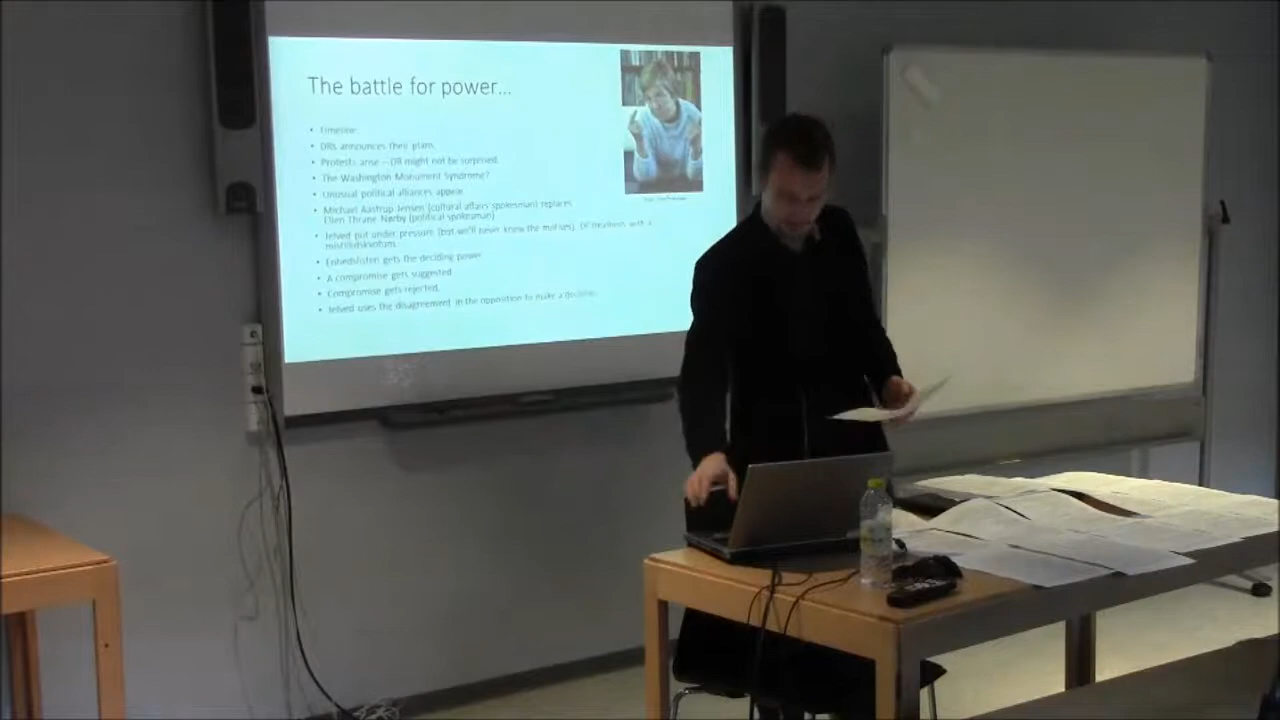 The battle for power...
• Timeline
• DRs announces their plans.
• Protests arise – DR might not be surprised.
• The Washington Monument Syndrome?
• Unusual political alliances appear
• Michael Aastrup Jensen (cultural affairs spokesman) replaces
Ellen Thrane Nørby (political spokesman)
• Jelved put under pressure (but we'll never know the motives). DF threatens with a
mistillidsvotum.
• Enhedslisten gets the deciding power
• A compromise gets suggested
• Compromise gets rejected.
• Jelved uses the disagreement in the opposition to make a decision.